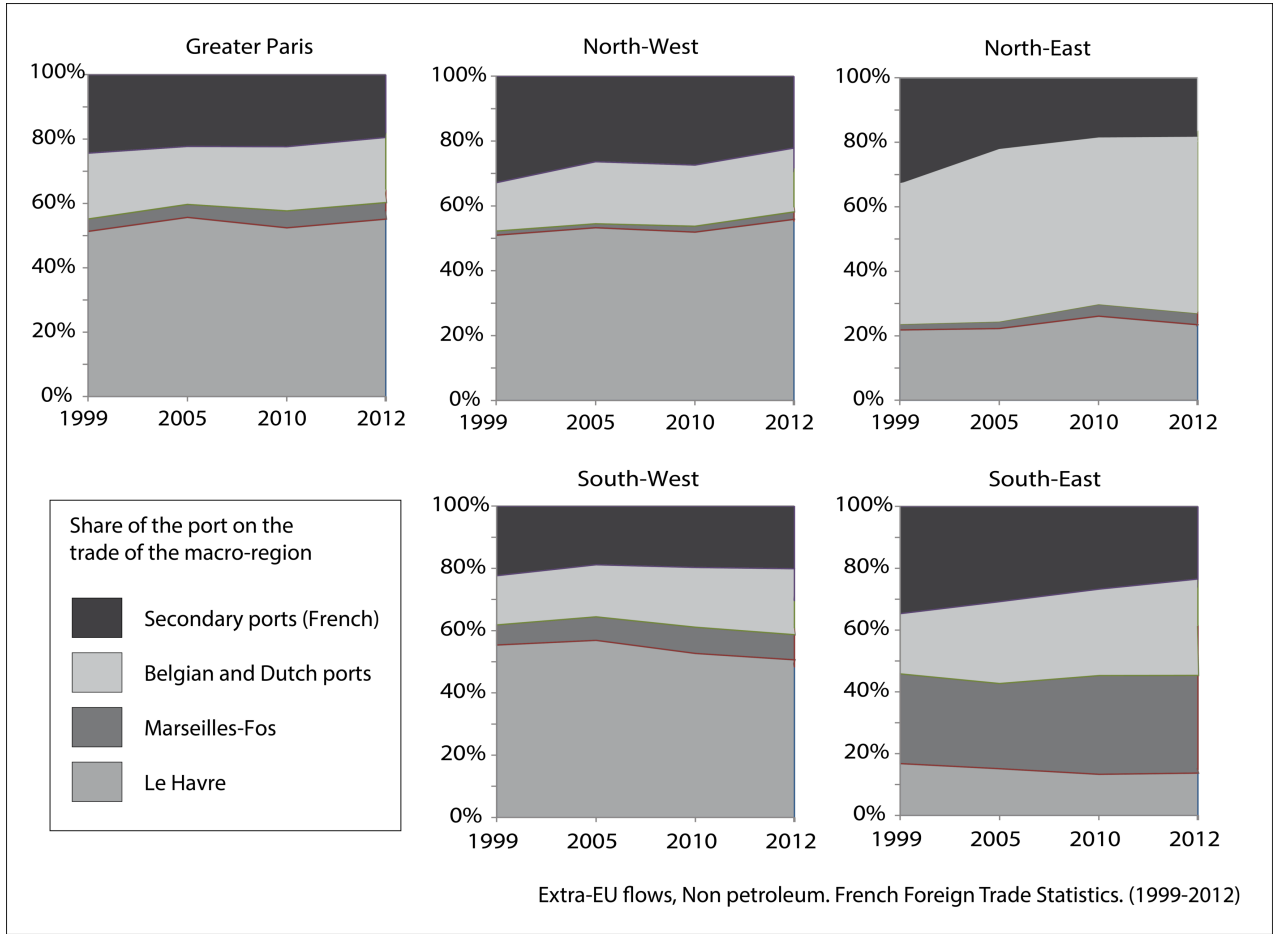 Greater Paris
100%
80%
60%
40%
20%
0%
1999 2005 2010 2012
North-West
100%
80%
60%
40%
20%
0%
1999 2005 2010 2012
North-East
100%
80%
60%
40%
20%
0%
1999 2005 2010 2012
Share of the port on the
trade of the macro-region
Secondary ports (French)
Belgian and Dutch ports
Marseilles-Fos
Le Havre
South-West
100%
80%
60%
40%
20%
0%
1999 2005 2010 2012
South-East
100%
80%
60%
40%
20%
0%
1999 2005 2010 2012
Extra-EU flows, Non petroleum. French Foreign Trade Statistics. (1999-2012)